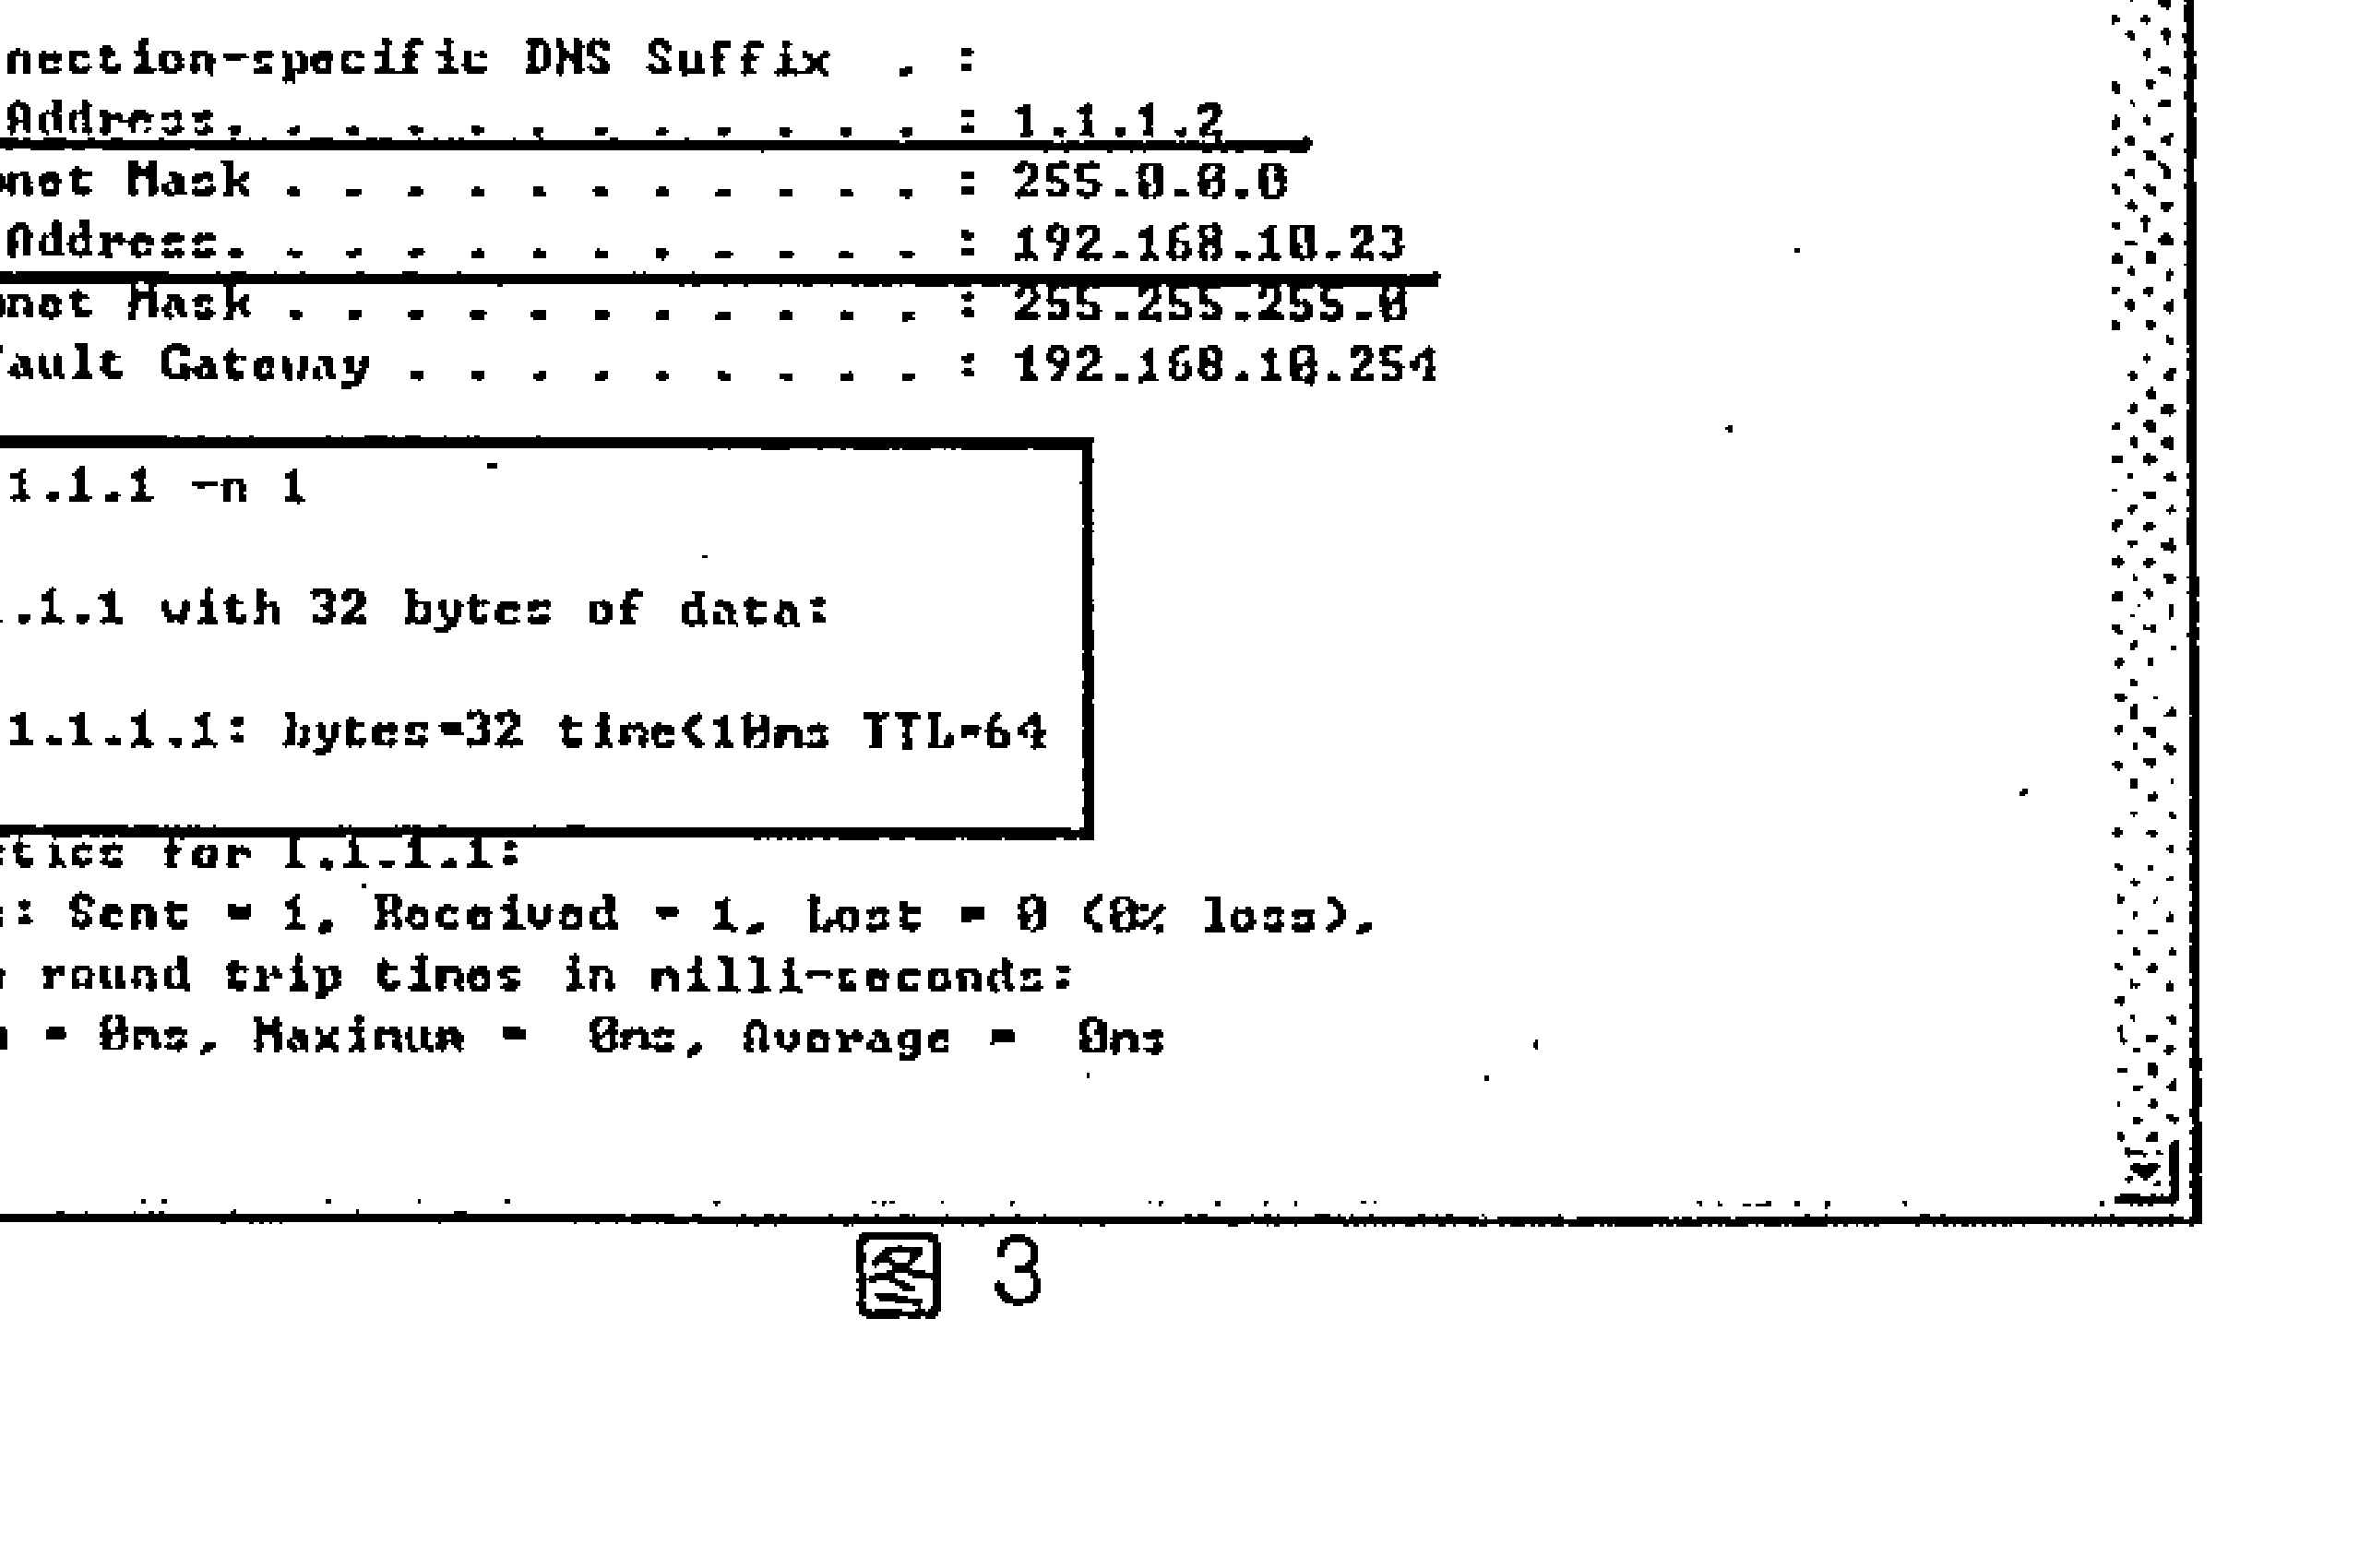 nection-specific DNS Suffix . :
Address. . . . . . . . . . . . : 1.1.1.2
net Mask . . . . . . . . . . . : 255.0.0.0
Address. . . . . . . . . . . . : 192.168.10.23
net Mask . . . . . . . . . . . : 255.255.255.0
ault Gateway . . . . . . . . . : 192.168.10.254
1.1.1 -n 1
.1.1 with 32 bytes of data:
1.1.1.1: bytes=32 time<10ms TTL=64
tics for 1.1.1.1:
: Sent = 1, Received = 1, Lost = 0 (0% loss),
round trip times in milli-seconds:
= 0ms, Maximum = 0ms, Average = 0ms
图 3